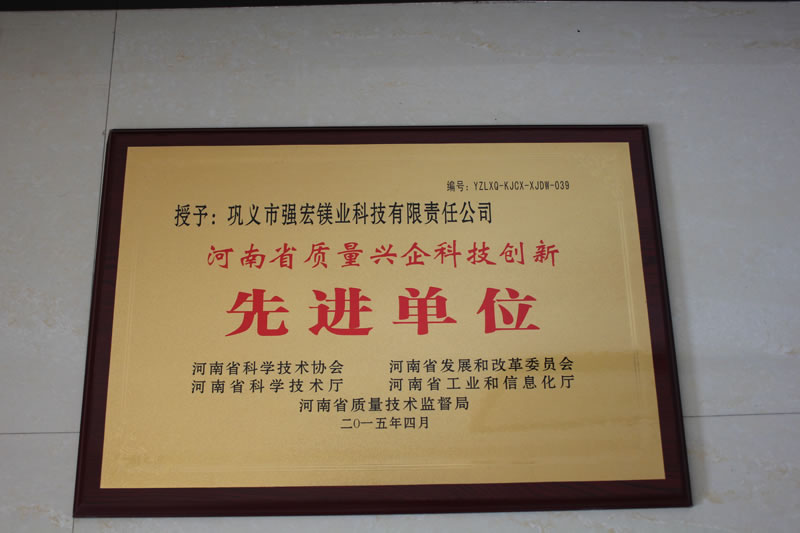 编号：YZLXQ-KJCX-XJDW-039
授予：巩义市强宏镁业科技有限责任公司
河南省质量兴企科技创新
先进单位
河南省科学技术协会 河南省发展和改革委员会
河南省科学技术厅 河南省工业和信息化厅
河南省质量技术监督局
二〇一五年四月